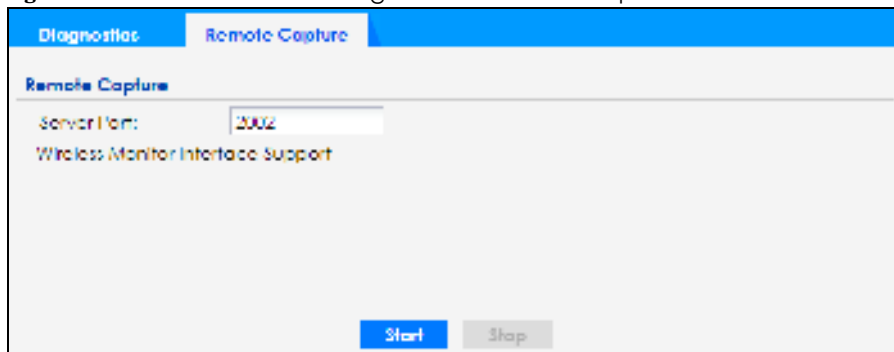 Diagnostics Remote Capture
Remote Capture
Server Port: 2002
Wireless Monitor Interface Support
Start Stop